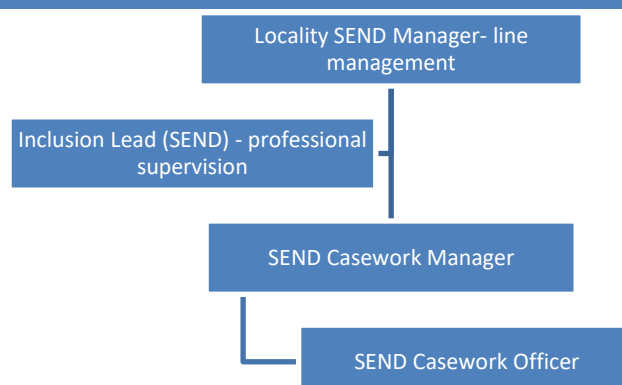 Locality SEND Manager- line
management
Inclusion Lead (SEND) - professional
supervision
SEND Casework Manager
SEND Casework Officer